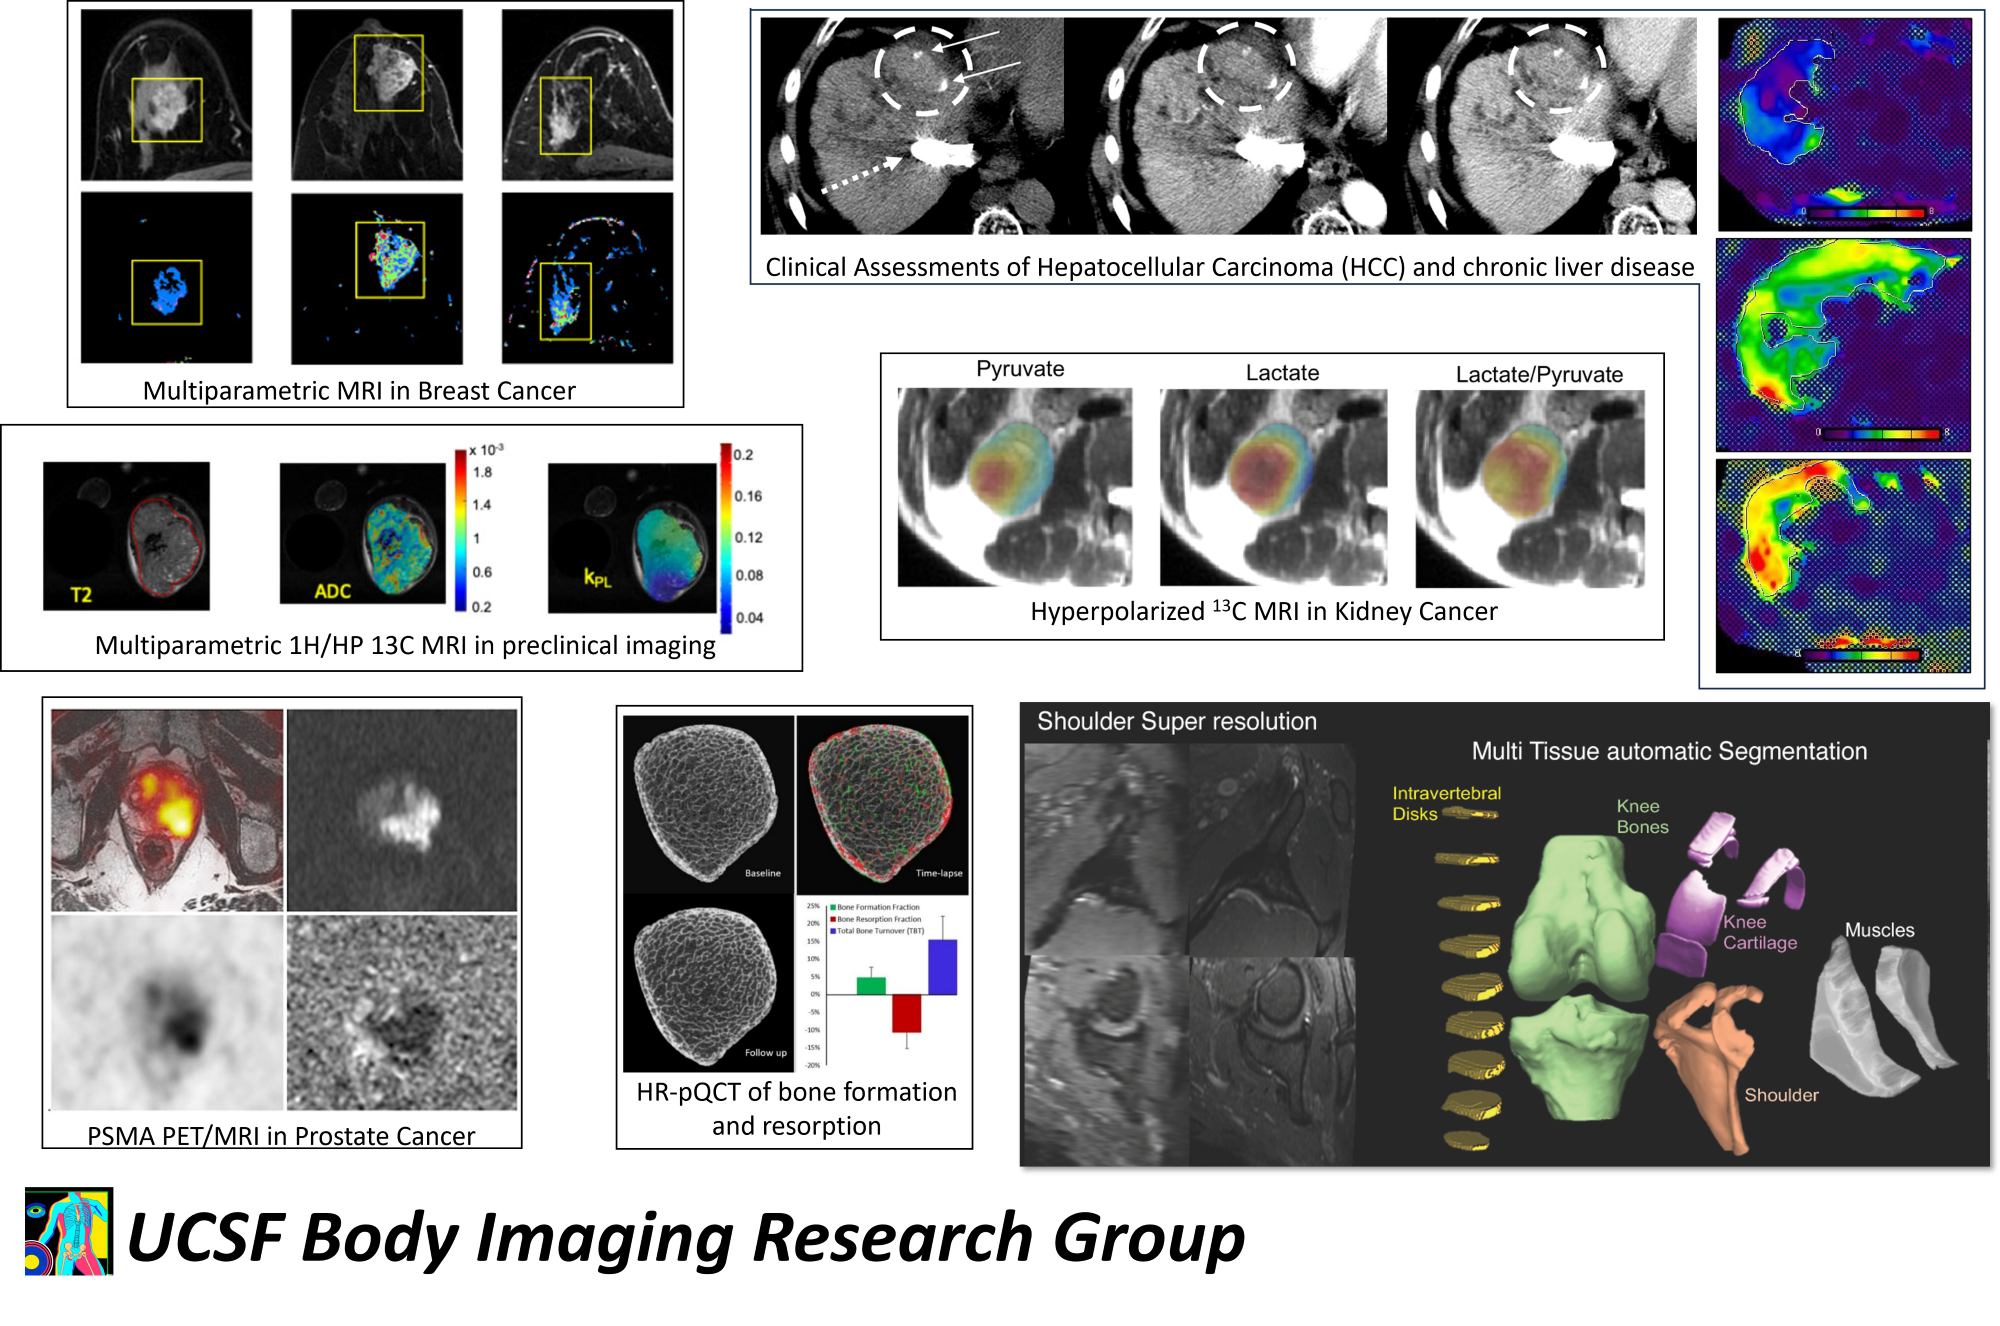 Multiparametric MRI in Breast Cancer
Clinical Assessments of Hepatocellular Carcinoma (HCC) and chronic liver disease
0 8
0 8
8
Pyruvate
Lactate
Lactate/Pyruvate
Hyperpolarized ¹³C MRI in Kidney Cancer
x 10⁻³
1.8
1.4
1
0.6
0.2
0.2
0.16
0.12
0.08
0.04
T2
ADC
kPL
Multiparametric 1H/HP 13C MRI in preclinical imaging
PSMA PET/MRI in Prostate Cancer
Baseline
Time-lapse
Follow up
25%
20%
15%
10%
5%
0%
-5%
-10%
-15%
-20%
Bone Formation Fraction
Bone Resorption Fraction
Total Bone Turnover (TBT)
HR-pQCT of bone formation
and resorption
Shoulder Super resolution
Multi Tissue automatic Segmentation
Intravertebral
Disks
Knee
Bones
Knee
Cartilage
Muscles
Shoulder
UCSF Body Imaging Research Group